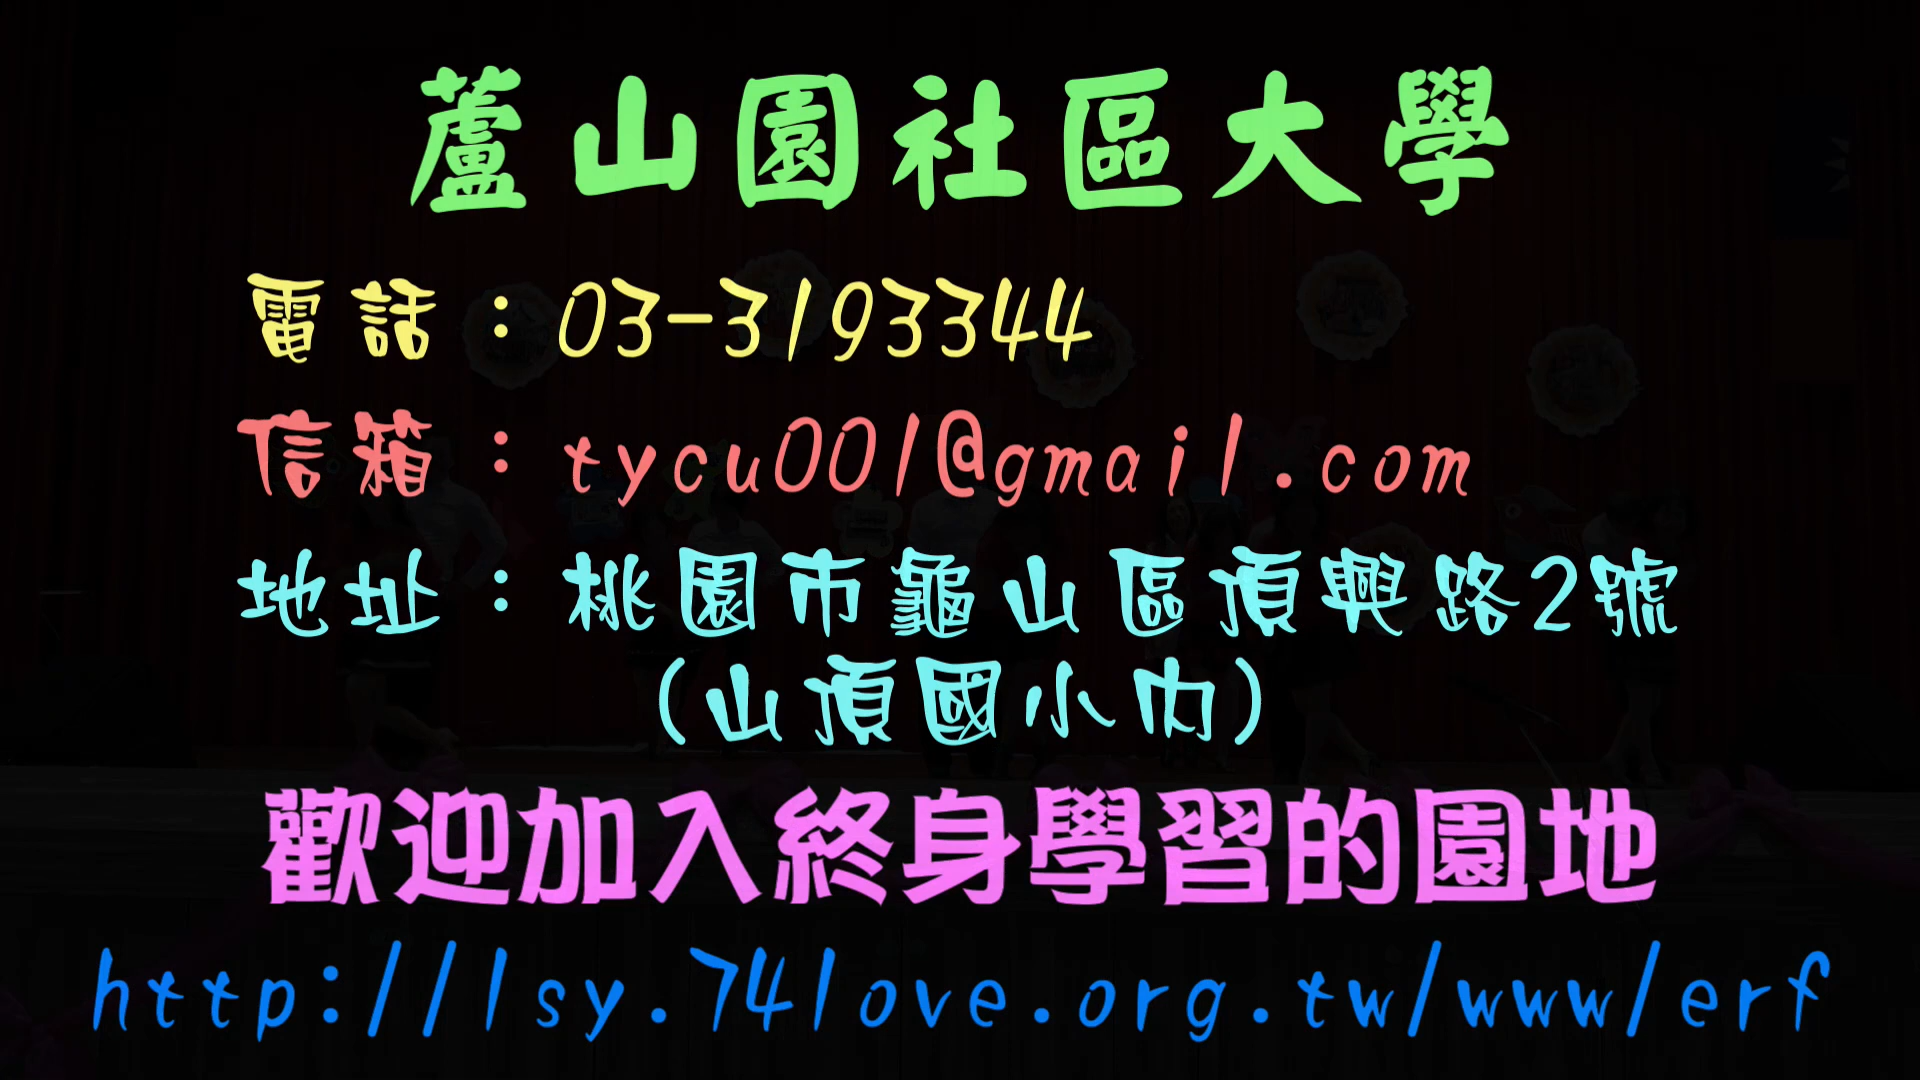 蘆山園社區大學
電話：03-3193344
信箱：tycu001@gmail.com
地址：桃園市龜山區頂興路2號
(山頂國小內)
歡迎加入終身學習的園地
http://lsy.74love.org.tw/www/erf